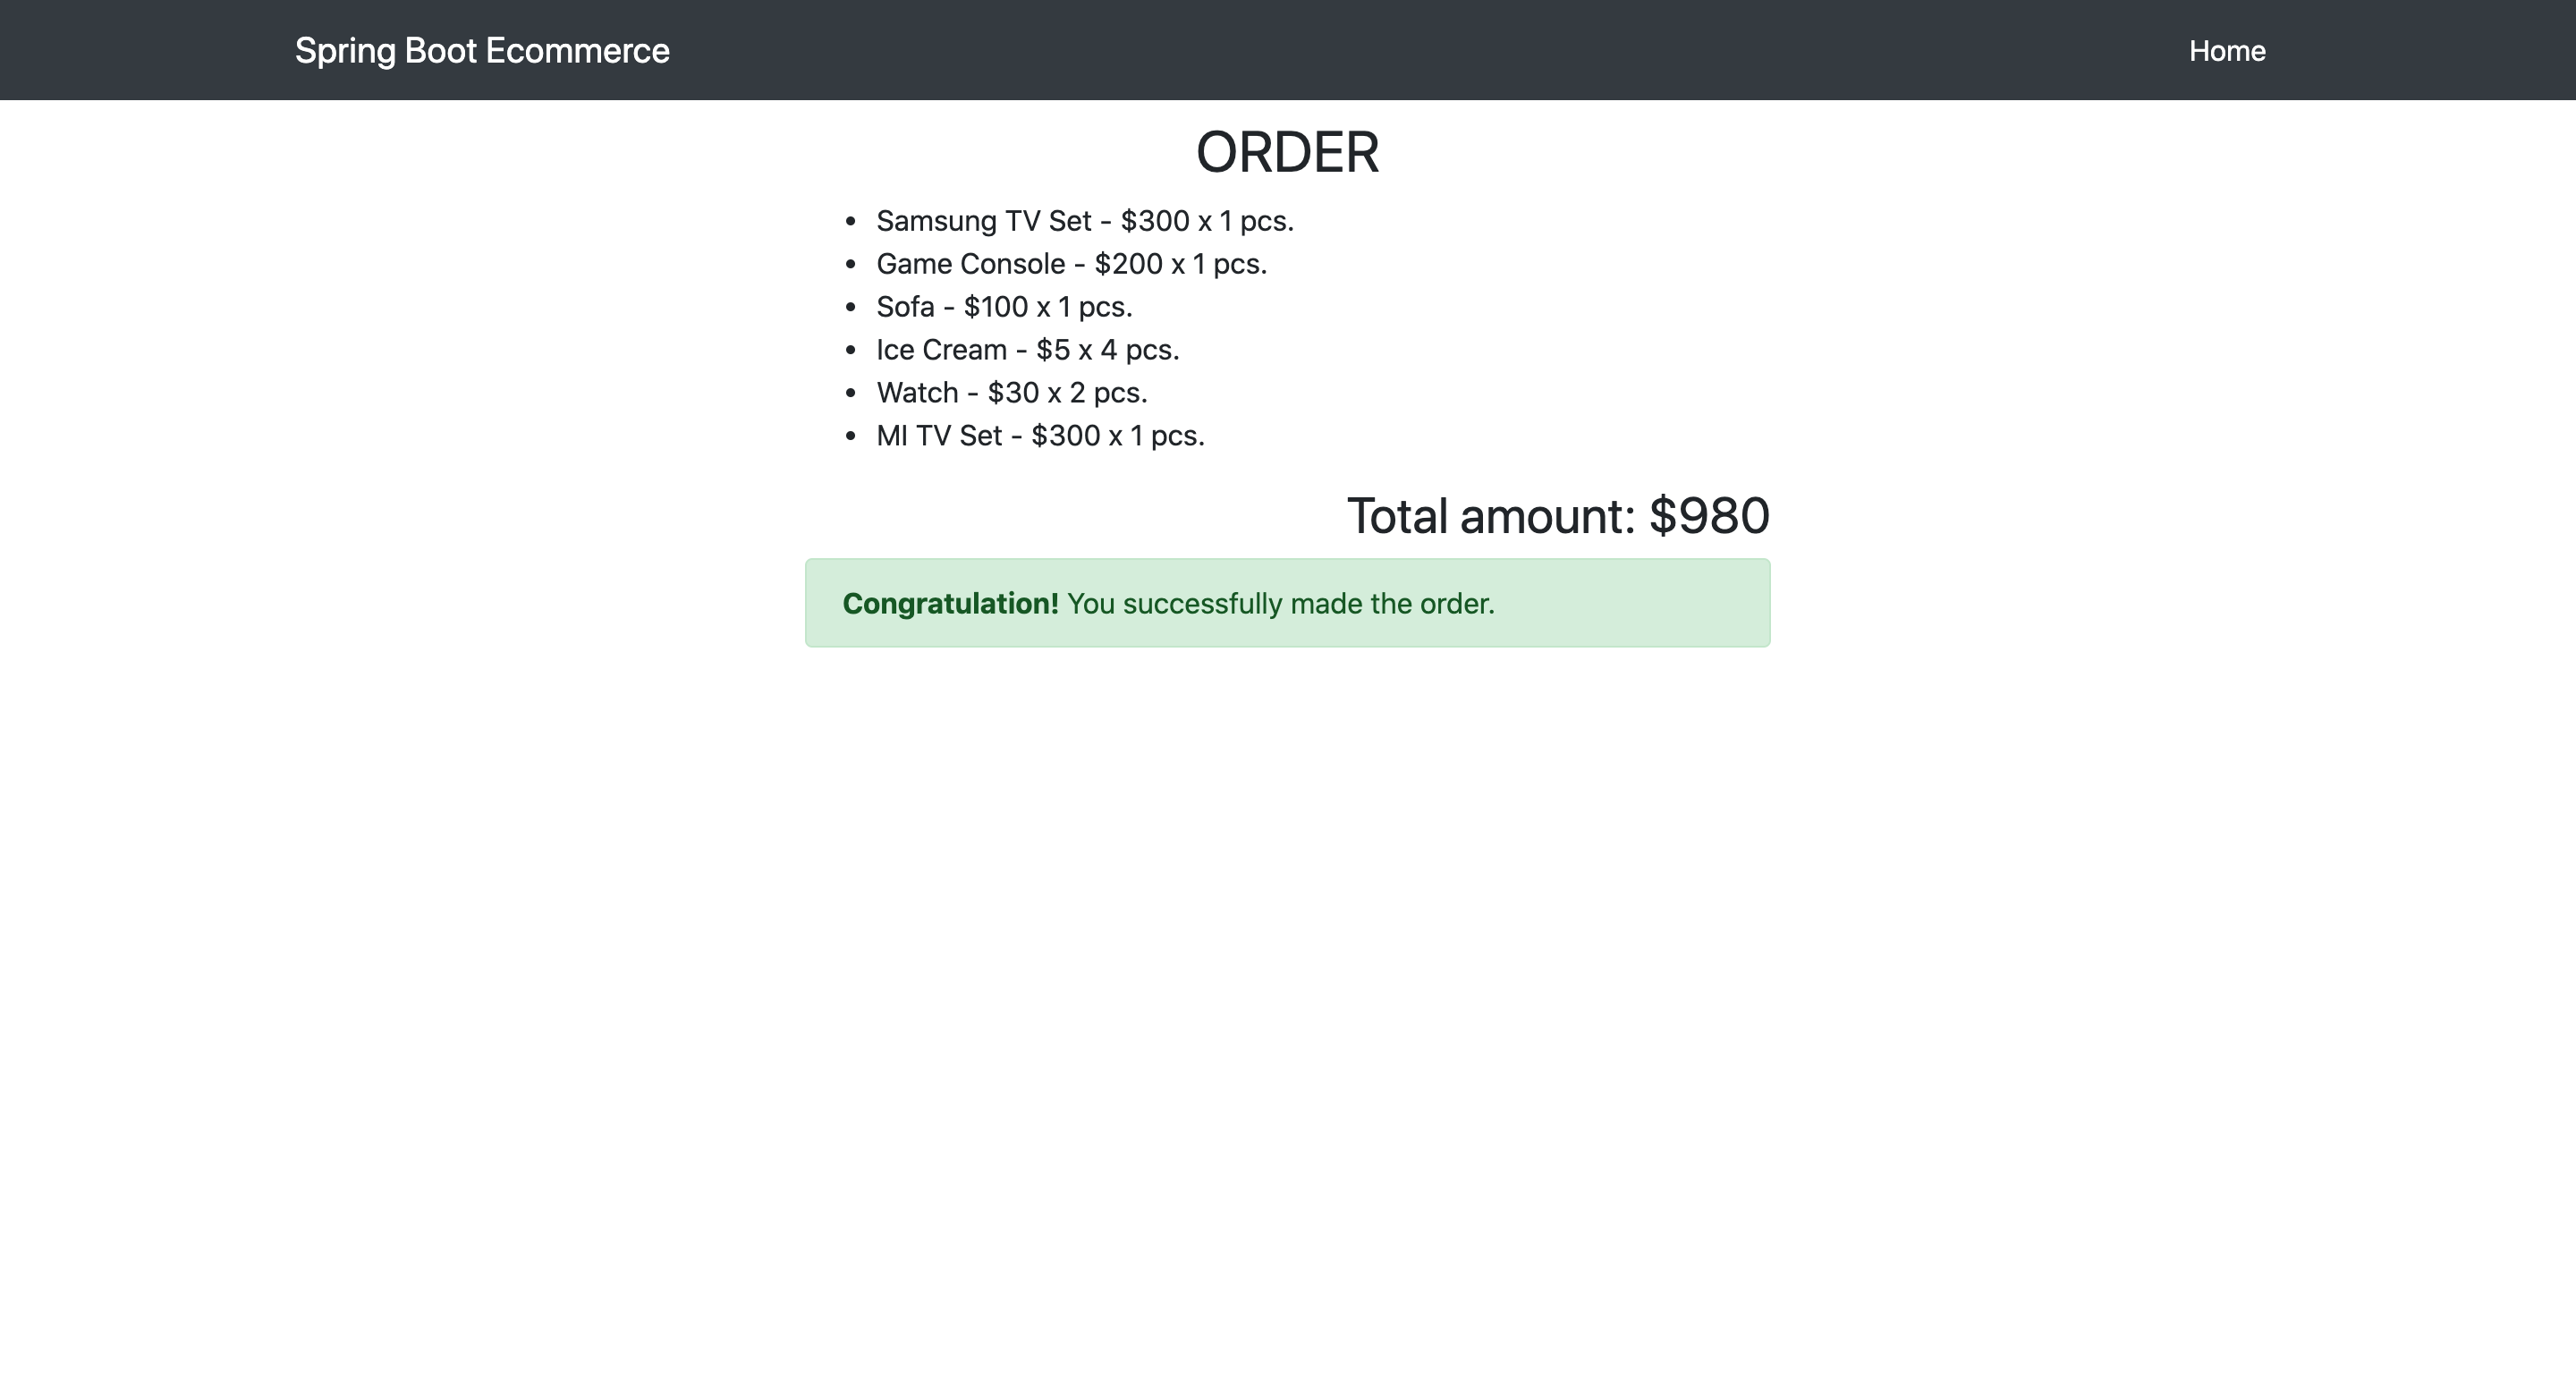 Spring Boot Ecommerce
Home
ORDER
Samsung TV Set - $300 x 1 pcs.
Game Console - $200 x 1 pcs.
Sofa - $100 x 1 pcs.
Ice Cream - $5 x 4 pcs.
Watch - $30 x 2 pcs.
MI TV Set - $300 x 1 pcs.
Total amount: $980
Congratulation! You successfully made the order.